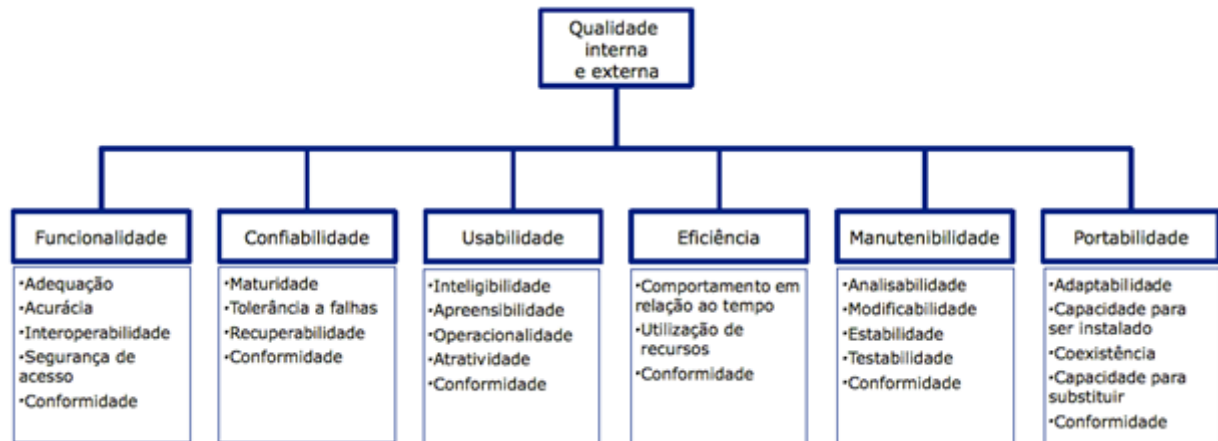 Qualidade
interna
e externa
Funcionalidade
•Adequação
•Acurácia
•Interoperabilidade
•Segurança de
acesso
•Conformidade
Confiabilidade
•Maturidade
•Tolerância a falhas
•Recuperabilidade
•Conformidade
Usabilidade
•Inteligibilidade
•Apreensibilidade
•Operacionalidade
•Atratividade
•Conformidade
Eficiência
•Comportamento em
relação ao tempo
•Utilização de
recursos
•Conformidade
Manutenibilidade
•Analisabilidade
•Modificabilidade
•Estabilidade
•Testabilidade
•Conformidade
Portabilidade
•Adaptabilidade
•Capacidade para
ser instalado
•Coexistência
•Capacidade para
substituir
•Conformidade